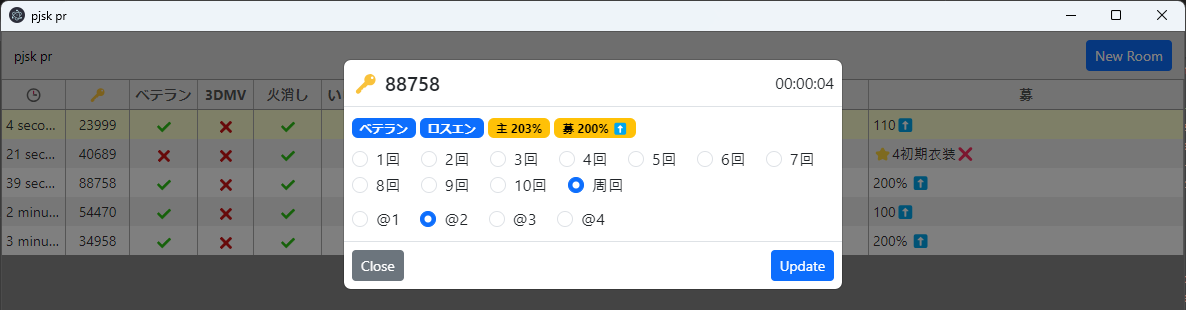 pjsk pr
pjsk pr New Room
ベテラン 3DMV 火消し い 募
4 seco... 23999 110⬆
21 sec... 40689 ⭐4初期衣装❌
39 sec... 88758 200% ⬆
2 minu... 54470 100⬆
3 minu... 34958 200% ⬆
88758 00:00:04
ベテラン ロスエン 主 203% 募 200% ⬆
1回 2回 3回 4回 5回 6回 7回
8回 9回 10回 周回
@1 @2 @3 @4
Close Update